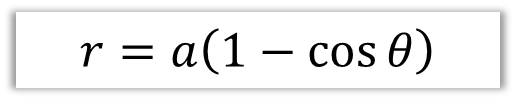 r = a(1 − cos θ)